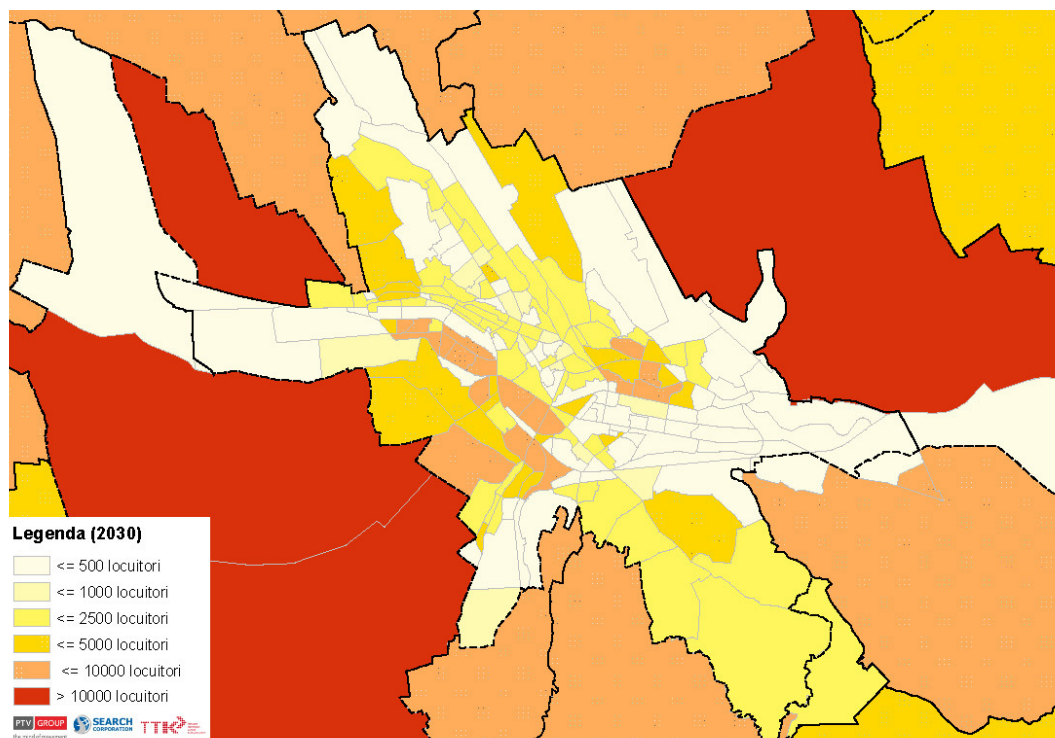 Legenda (2030)
<= 500 locuitori
<= 1000 locuitori
<= 2500 locuitori
<= 5000 locuitori
<= 10000 locuitori
> 10000 locuitori
PTV GROUP SEARCH CORPORATION TTK